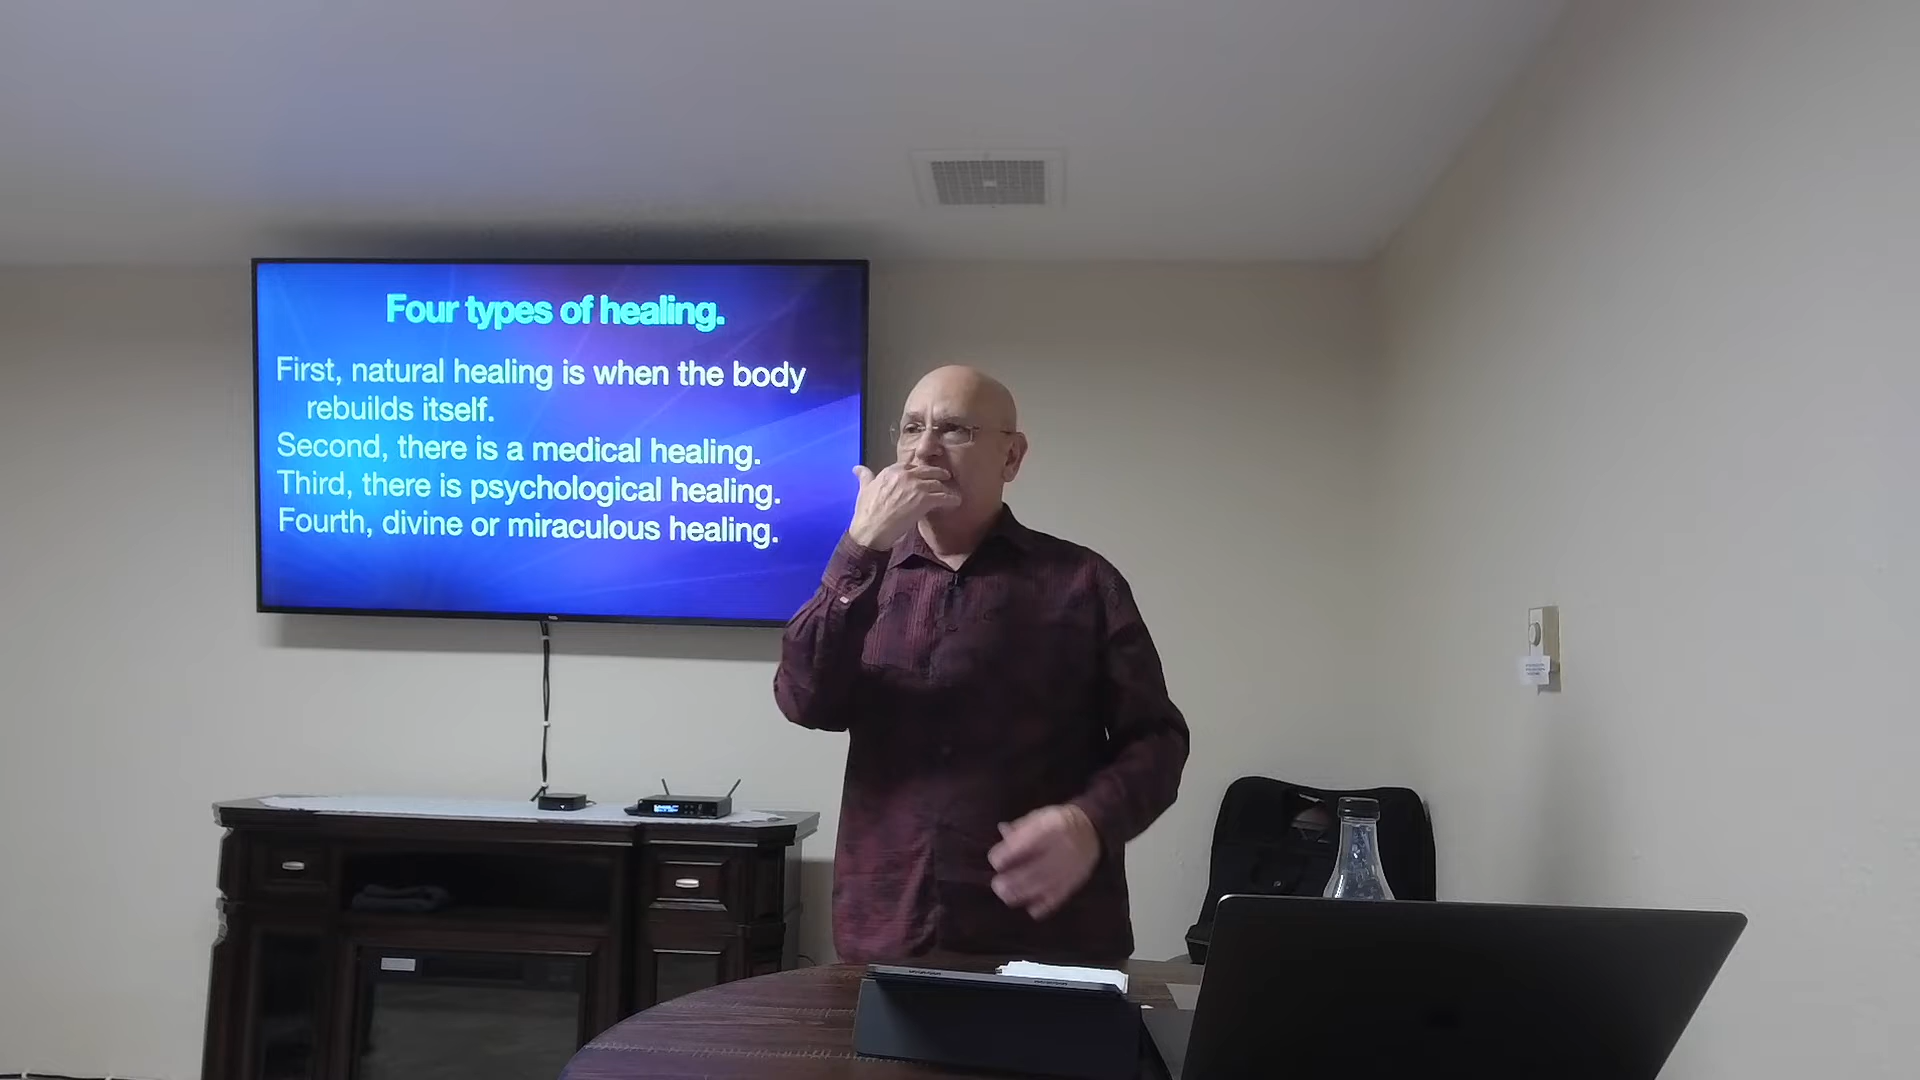 Four types of healing.
First, natural healing is when the body
rebuilds itself.
Second, there is a medical healing.
Third, there is psychological healing.
Fourth, divine or miraculous healing.